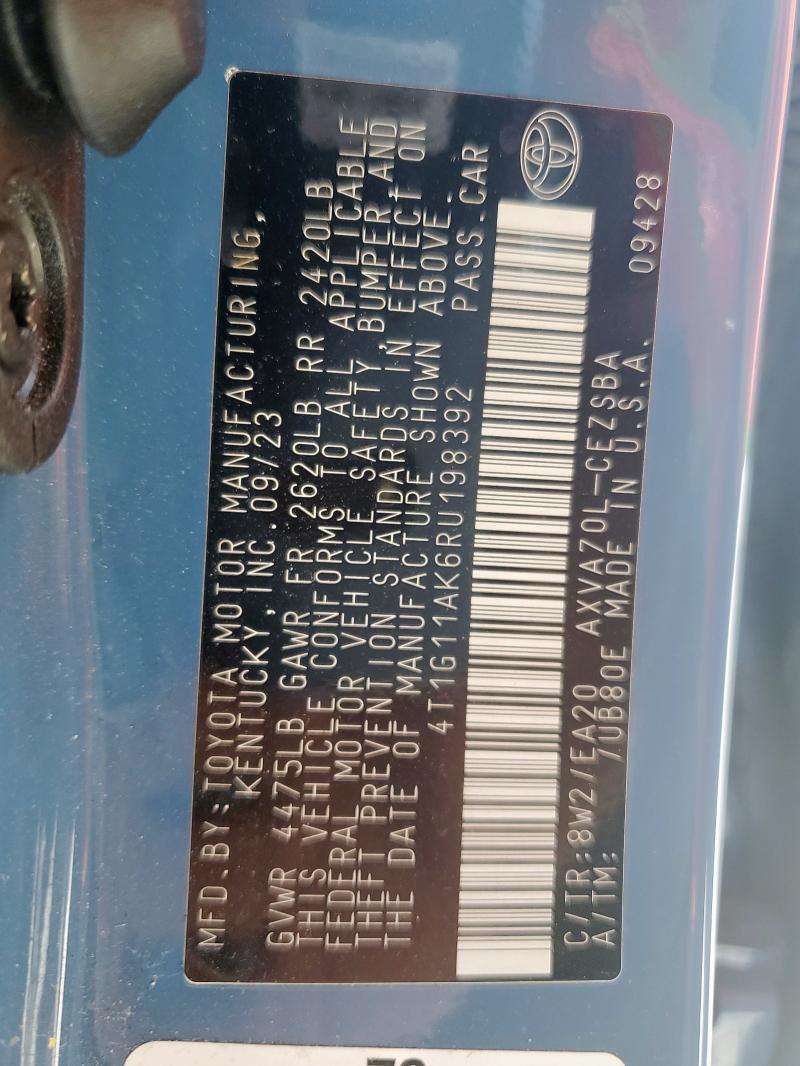 MFD.BY:TOYOTA MOTOR MANUFACTURING,
KENTUCKY,INC.09/23
GVWR 4475LB GAWR FR 2620LB RR 2420LB
THIS VEHICLE CONFORMS TO ALL APPLICABLE
FEDERAL MOTOR VEHICLE SAFETY,BUMPER,AND
THEFT PREVENTION STANDARDS IN EFFECT ON
THE DATE OF MANUFACTURE SHOWN ABOVE.
4T1G11AK6RU198392 PASS.CAR
C/TR:8W2/EA20 AXVA70L-CEZSBA
A/TM: /UB80E MADE IN U.S.A. 09428